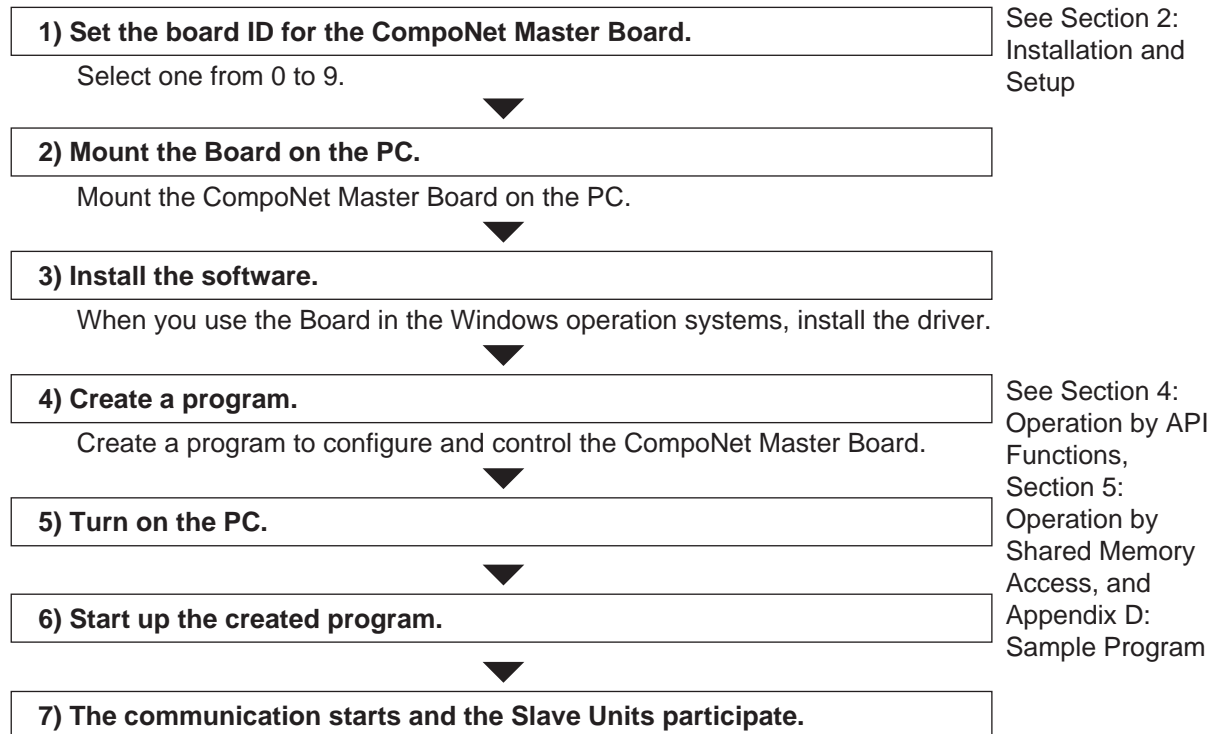 1) Set the board ID for the CompoNet Master Board.
See Section 2:
Installation and
Setup
Select one from 0 to 9.
2) Mount the Board on the PC.
Mount the CompoNet Master Board on the PC.
3) Install the software.
When you use the Board in the Windows operation systems, install the driver.
4) Create a program.
See Section 4:
Operation by API
Functions,
Section 5:
Operation by
Shared Memory
Access, and
Appendix D:
Sample Program
Create a program to configure and control the CompoNet Master Board.
5) Turn on the PC.
6) Start up the created program.
7) The communication starts and the Slave Units participate.